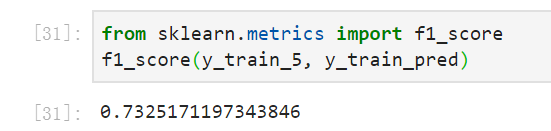 [31]: from sklearn.metrics import f1_score
f1_score(y_train_5, y_train_pred)
[31]: 0.7325171197343846